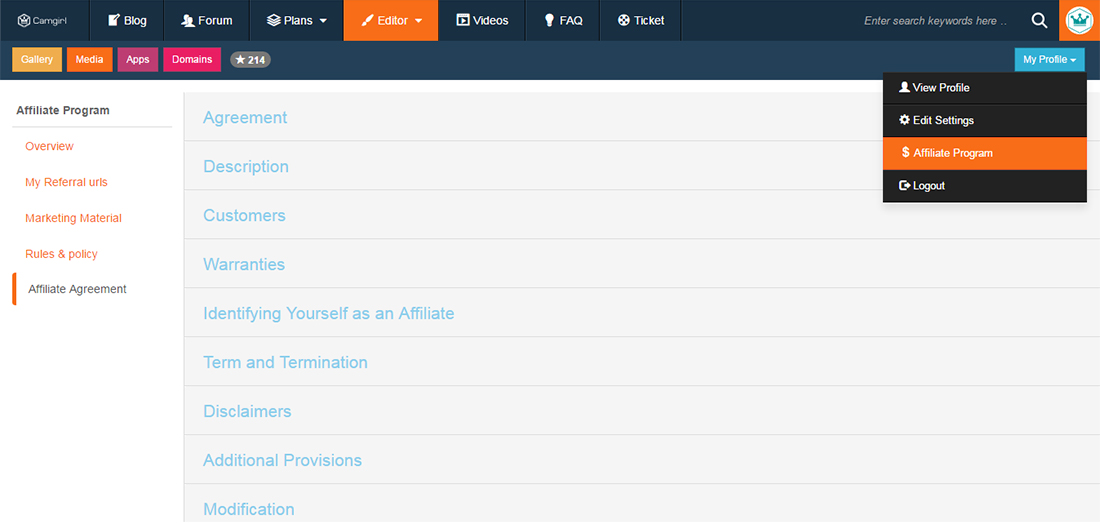 Camgirl Blog Forum Plans Editor Videos FAQ Ticket Enter search keywords here ..
Gallery Media Apps Domains 214 My Profile
View Profile
Edit Settings
$ Affiliate Program
Logout
Affiliate Program
Overview
My Referral urls
Marketing Material
Rules & policy
Affiliate Agreement
Agreement
Description
Customers
Warranties
Identifying Yourself as an Affiliate
Term and Termination
Disclaimers
Additional Provisions
Modification